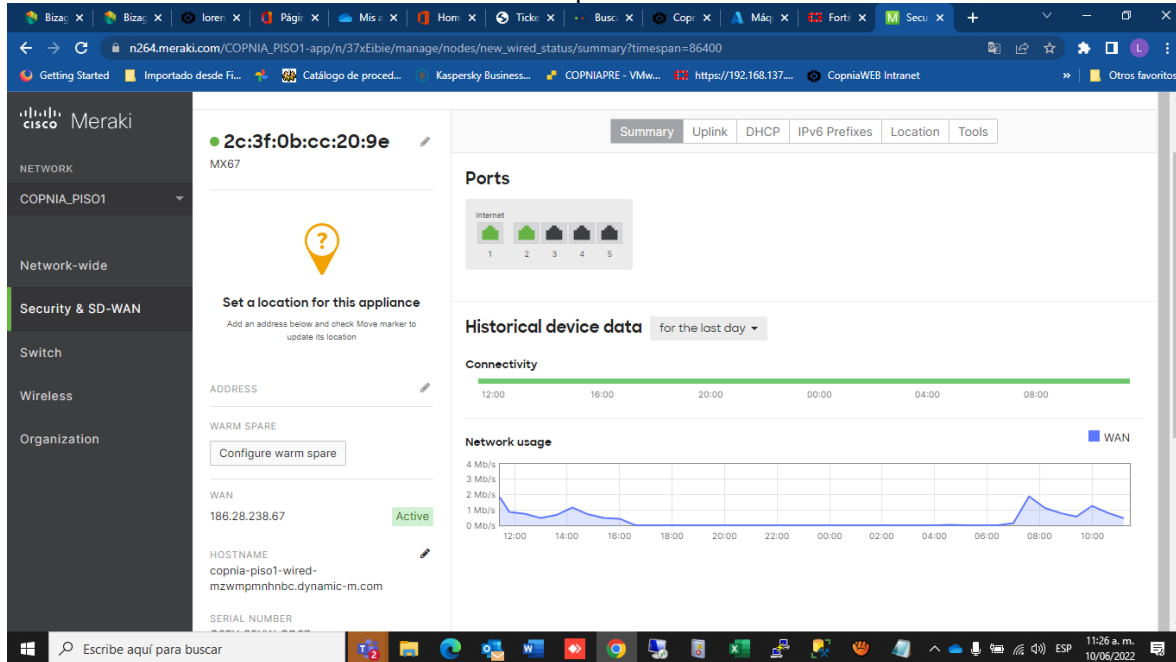 Bizag
Bizag
loren
Págir
Mis a
Hom
Ticke
Busca
Copr
Máqu
Forti
Secu
n264.meraki.com/COPNIA_PISO1-app/n/37xEibie/manage/nodes/new_wired_status/summary?timespan=86400
L
Getting Started
Importado desde Fi...
Catálogo de proced...
Kaspersky Business...
COPNIAPRE - VMw...
https://192.168.137....
CopniaWEB Intranet
»
Otros favoritos
cisco Meraki
NETWORK
COPNIA_PISO1
Network-wide
Security & SD-WAN
Switch
Wireless
Organization
2c:3f:0b:cc:20:9e
MX67
?
Set a location for this appliance
Add an address below and check Move marker to
update its location
ADDRESS
WARM SPARE
Configure warm spare
WAN
186.28.238.67 Active
HOSTNAME
copnia-piso1-wired-
mzwmpmnhnbc.dynamic-m.com
SERIAL NUMBER
Summary Uplink DHCP IPv6 Prefixes Location Tools
Ports
Internet
1 2 3 4 5
Historical device data for the last day
Connectivity
12:00 16:00 20:00 00:00 04:00 08:00
Network usage
WAN
4 Mb/s
3 Mb/s
2 Mb/s
1 Mb/s
0 Mb/s
12:00 14:00 16:00 18:00 20:00 22:00 00:00 02:00 04:00 06:00 08:00 10:00
Escribe aquí para buscar
2
ESP
11:26 a. m.
10/06/2022